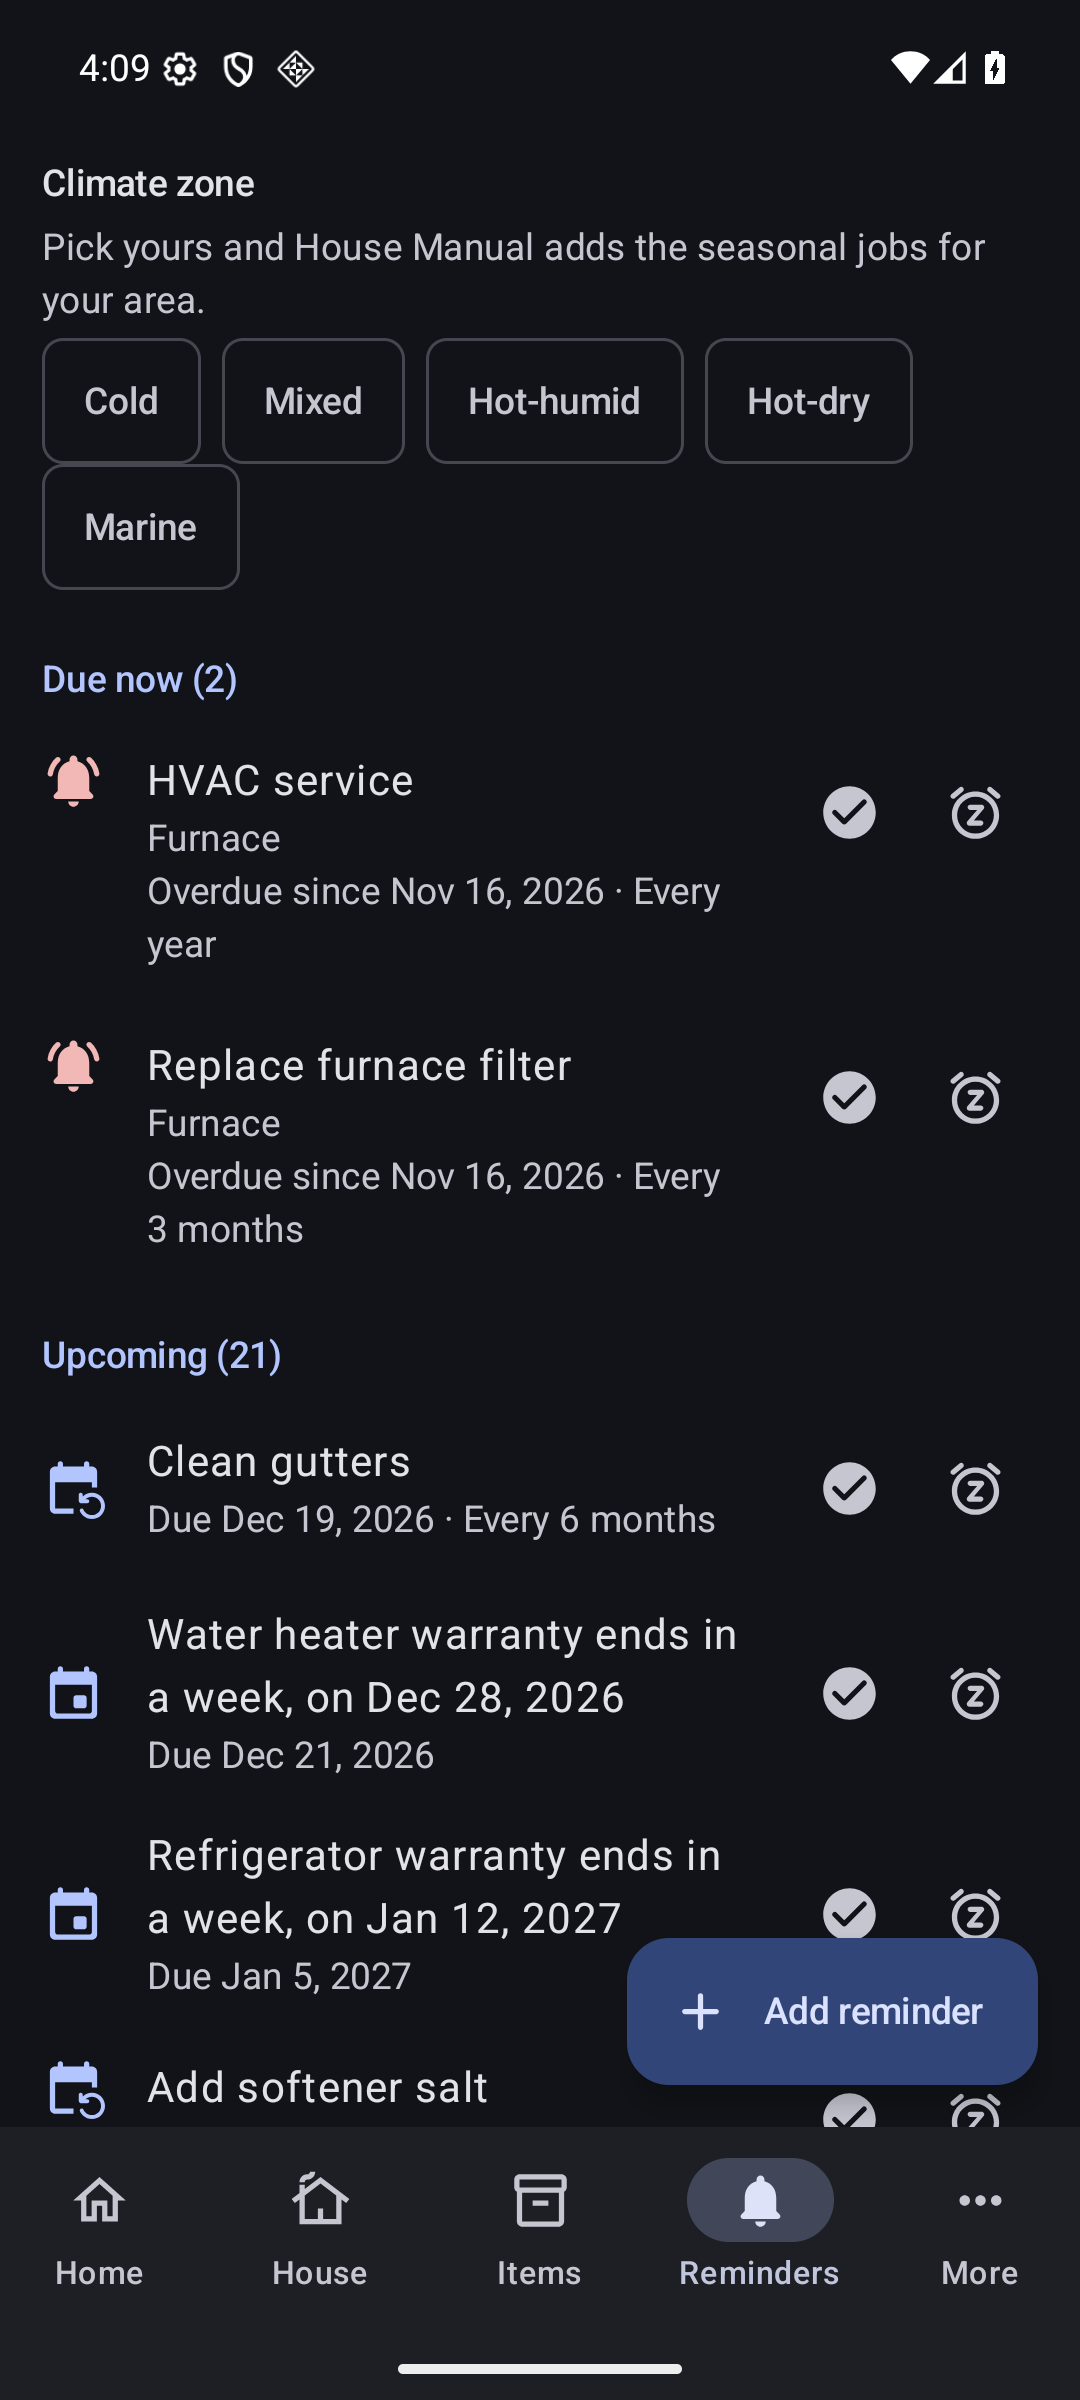 4:09
Climate zone
Pick yours and House Manual adds the seasonal jobs for
your area.
Cold
Mixed
Hot-humid
Hot-dry
Marine
Due now (2)
HVAC service
Furnace
Overdue since Nov 16, 2026 · Every
year
Replace furnace filter
Furnace
Overdue since Nov 16, 2026 · Every
3 months
Upcoming (21)
Clean gutters
Due Dec 19, 2026 · Every 6 months
Water heater warranty ends in
a week, on Dec 28, 2026
Due Dec 21, 2026
Refrigerator warranty ends in
a week, on Jan 12, 2027
Due Jan 5, 2027
Add reminder
Add softener salt
Home
House
Items
Reminders
More